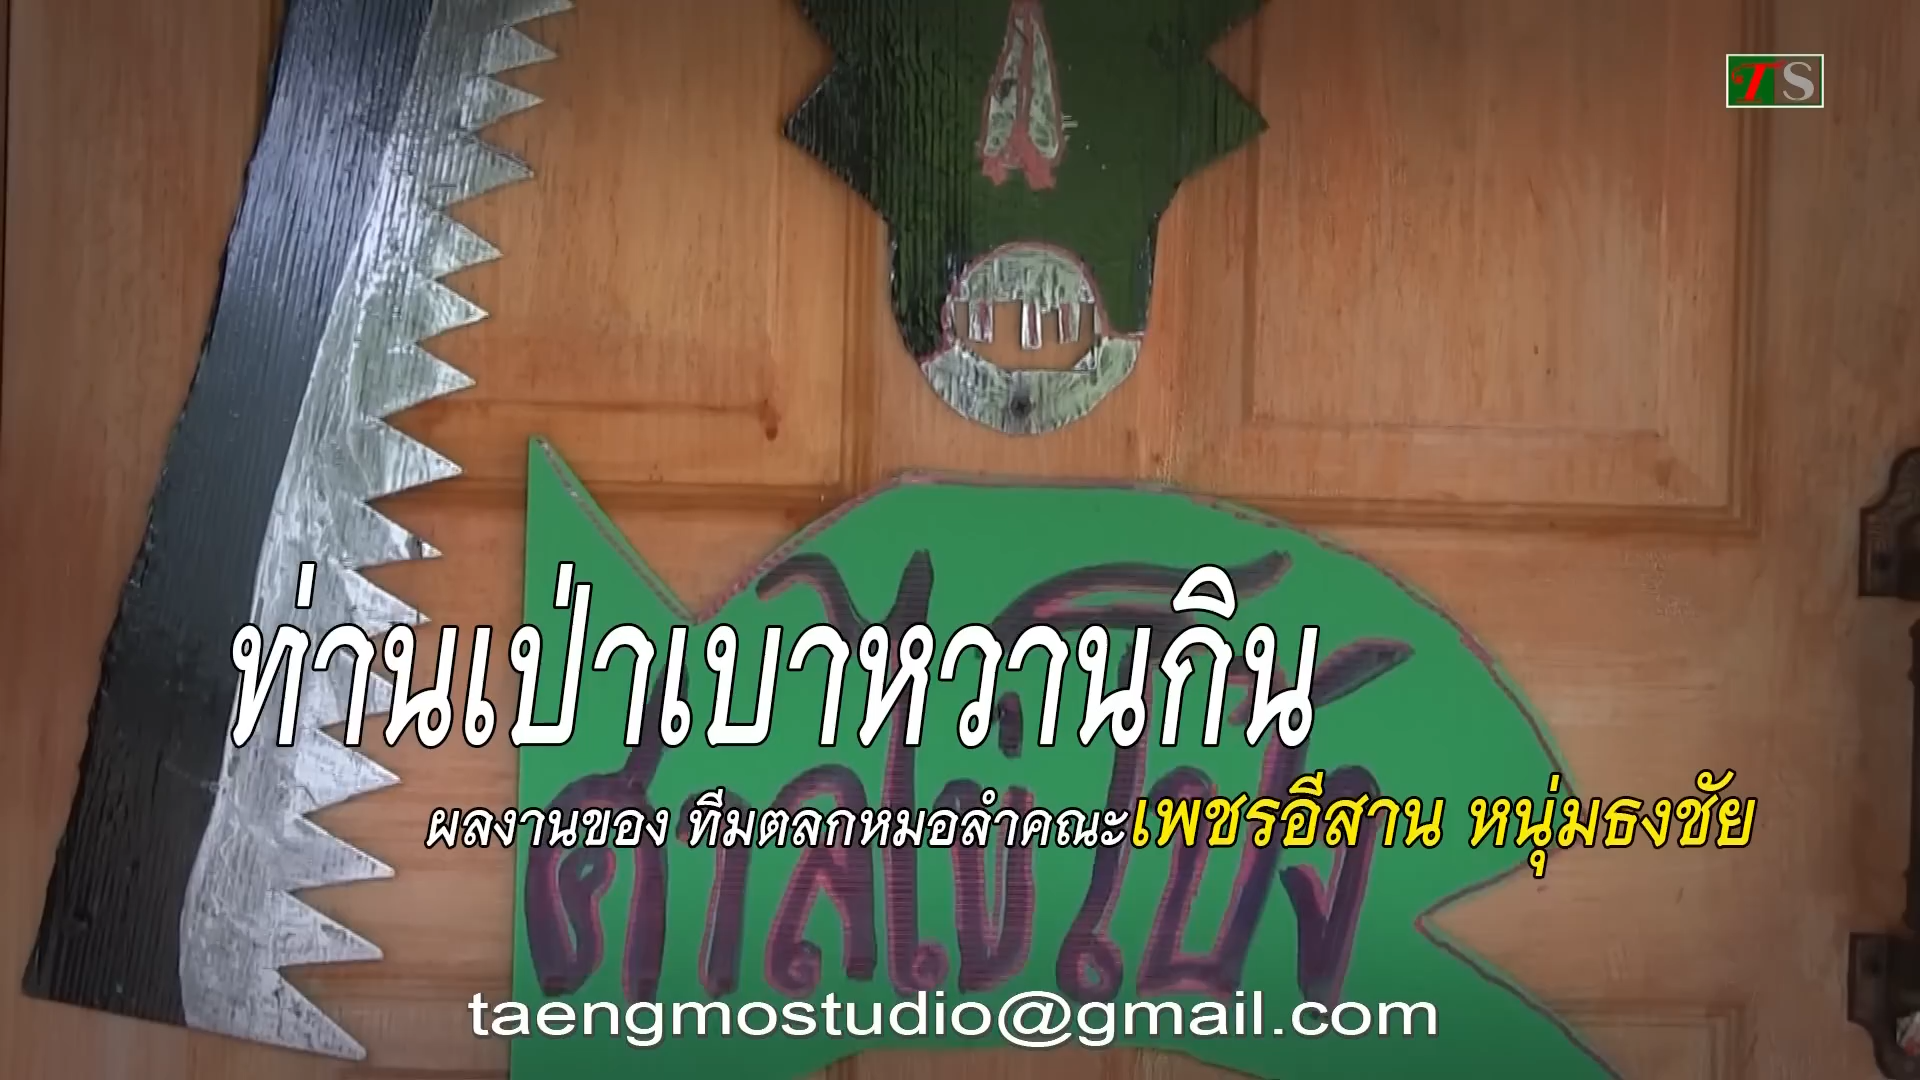 TS
ท่านเป่าเบาหวานกิน
ผลงานของ ทีมตลกหมอลำคณะเพชรอีสาน หนุ่มธงชัย
taengmostudio@gmail.com